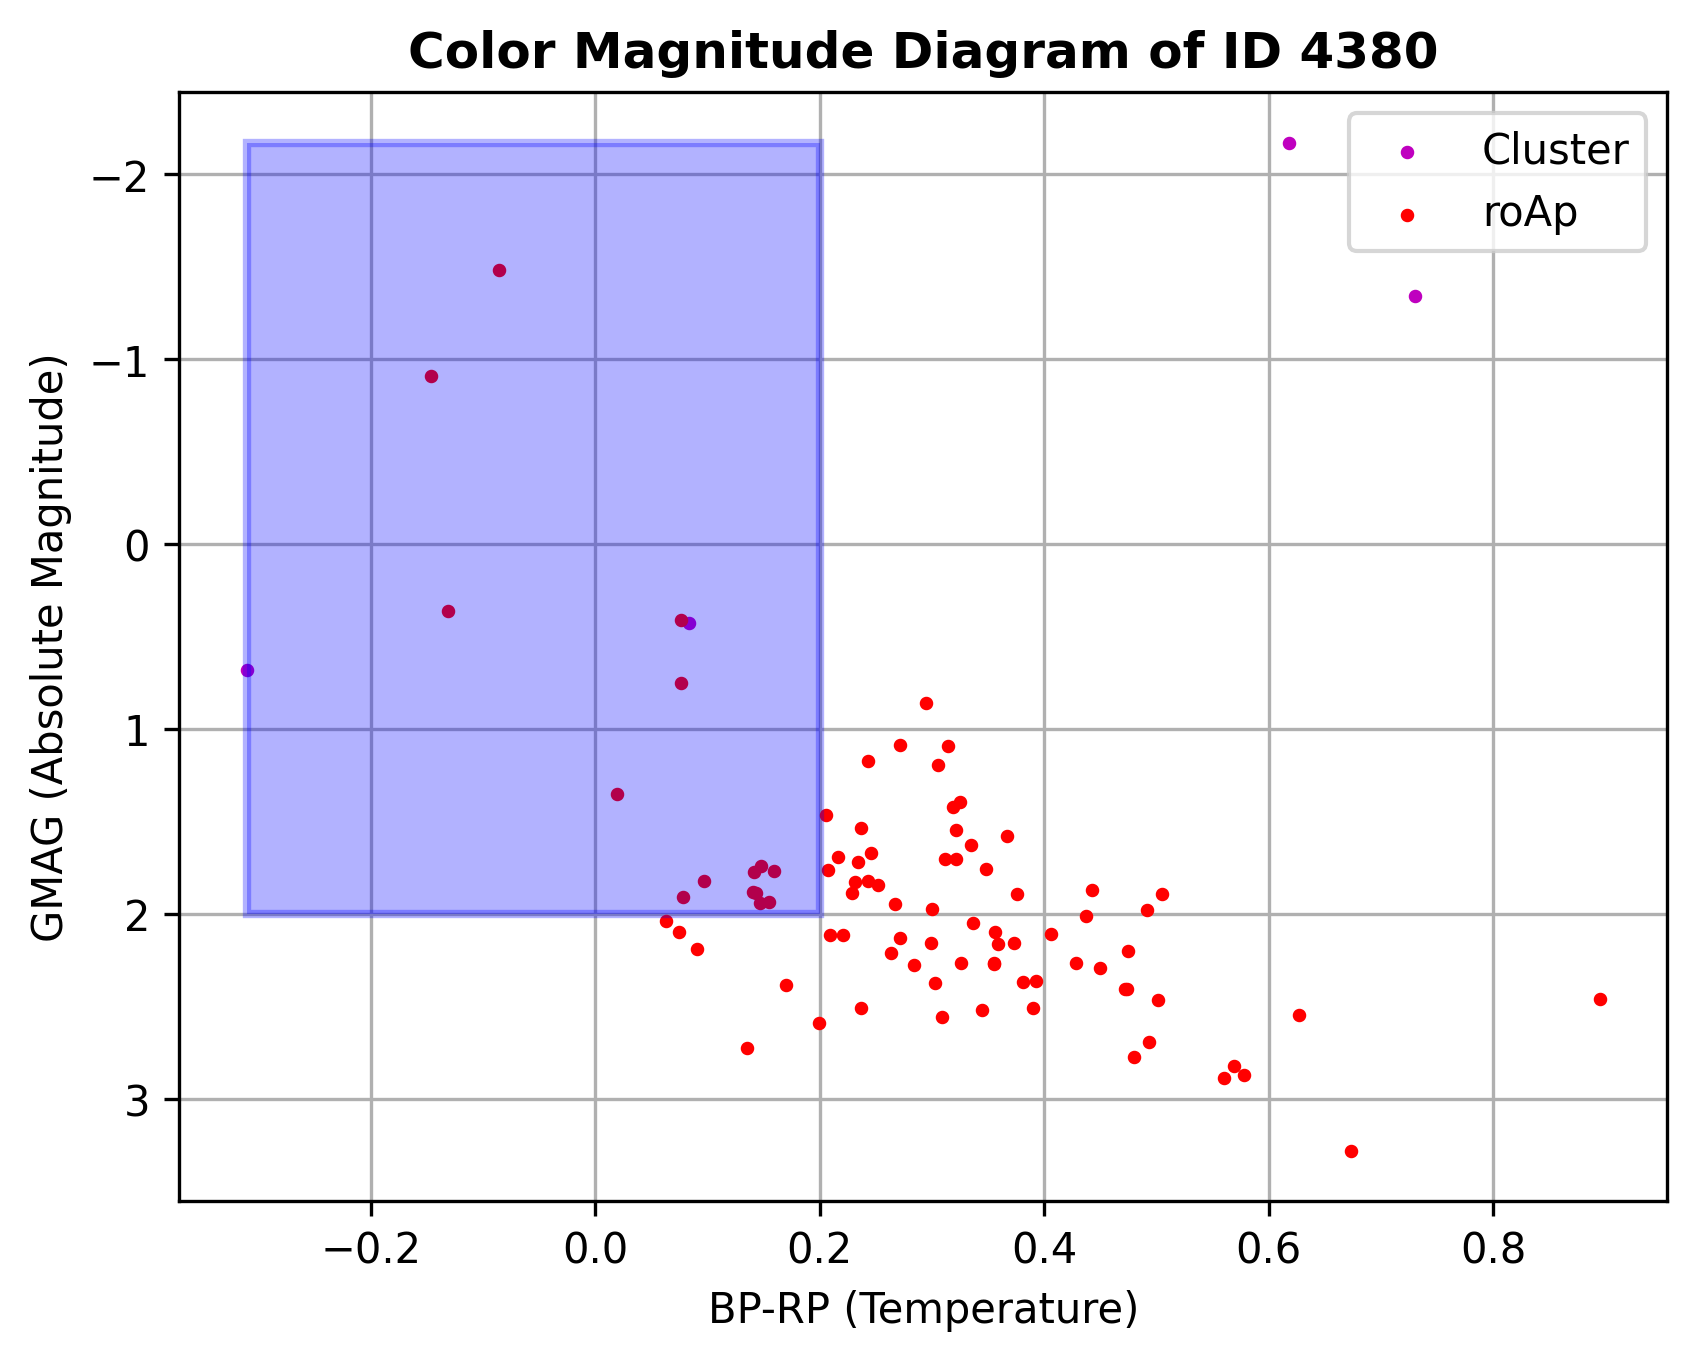 Color Magnitude Diagram of ID 4380
Cluster
roAp
GMAG (Absolute Magnitude)
−2
−1
0
1
2
3
−0.2 0.0 0.2 0.4 0.6 0.8
BP-RP (Temperature)